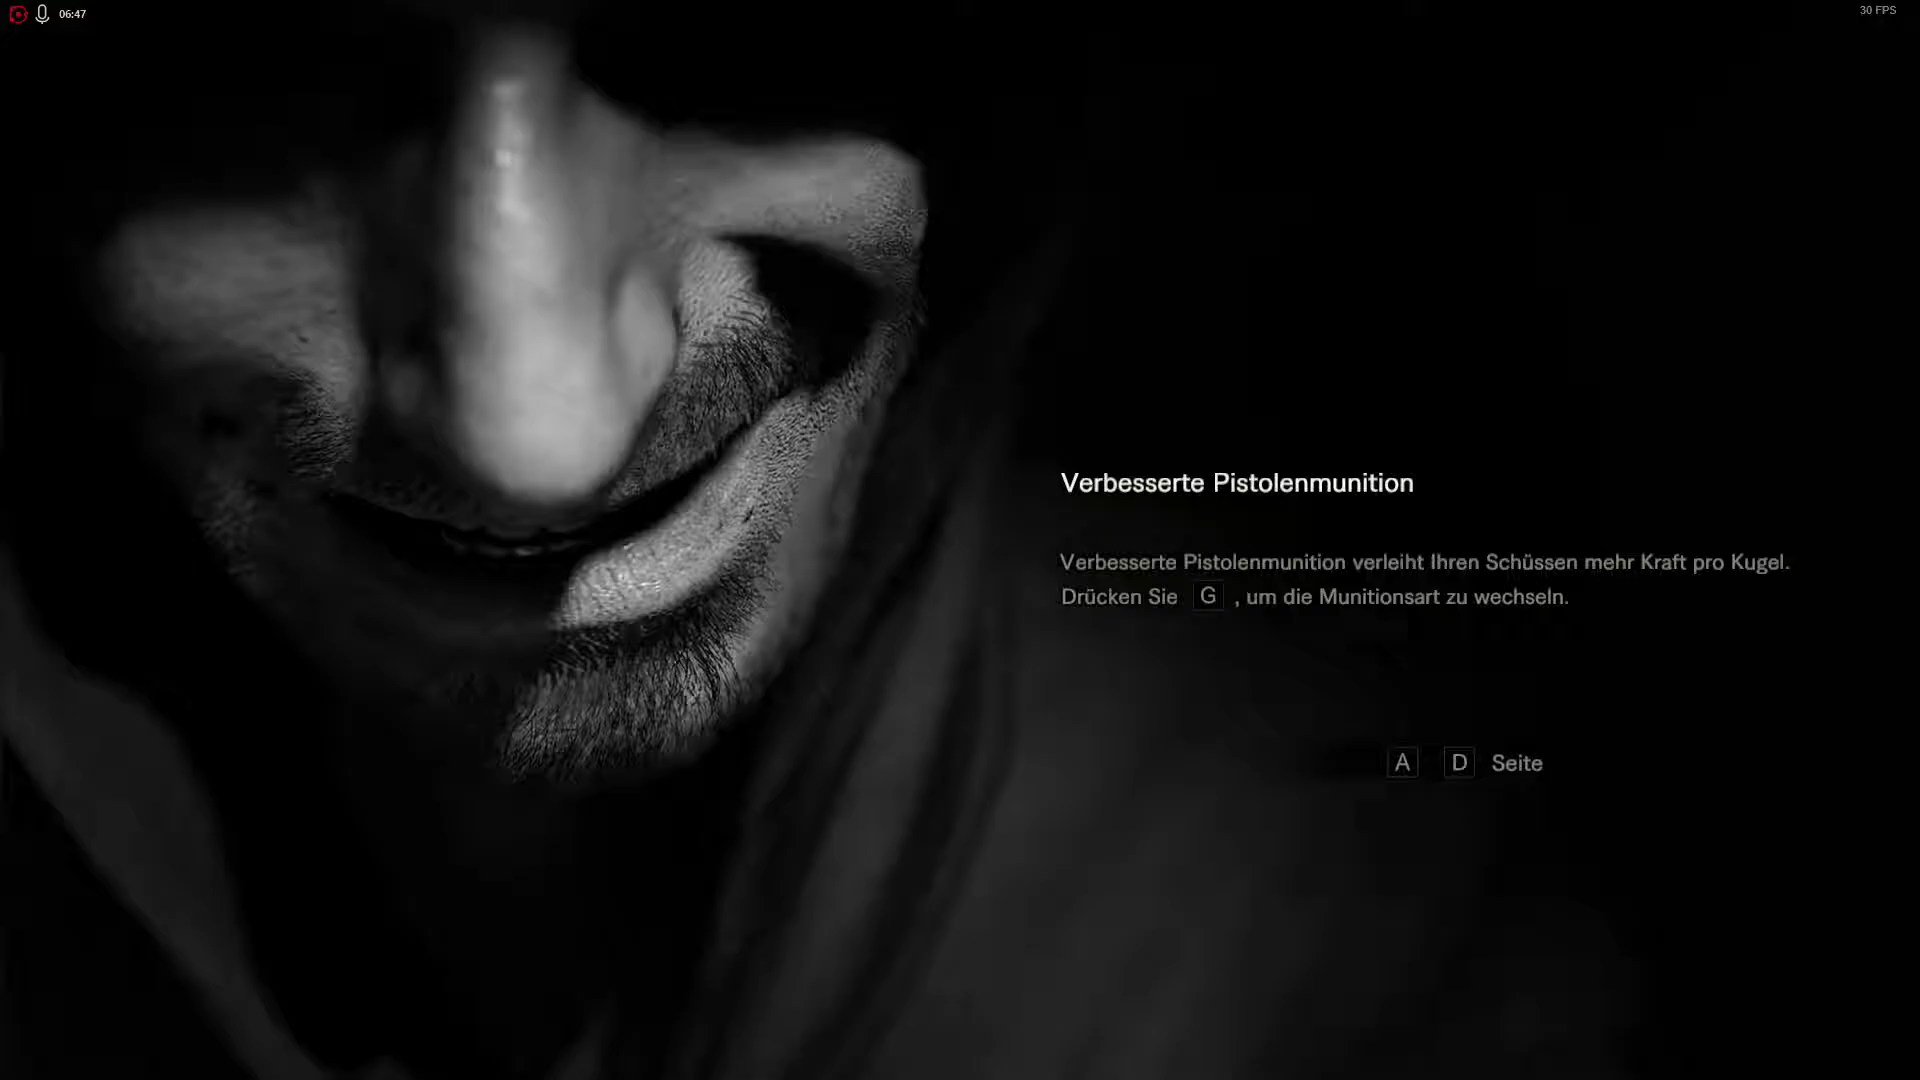 06:47
30 FPS
Verbesserte Pistolenmunition
Verbesserte Pistolenmunition verleiht Ihren Schüssen mehr Kraft pro Kugel.
Drücken Sie G , um die Munitionsart zu wechseln.
A D Seite